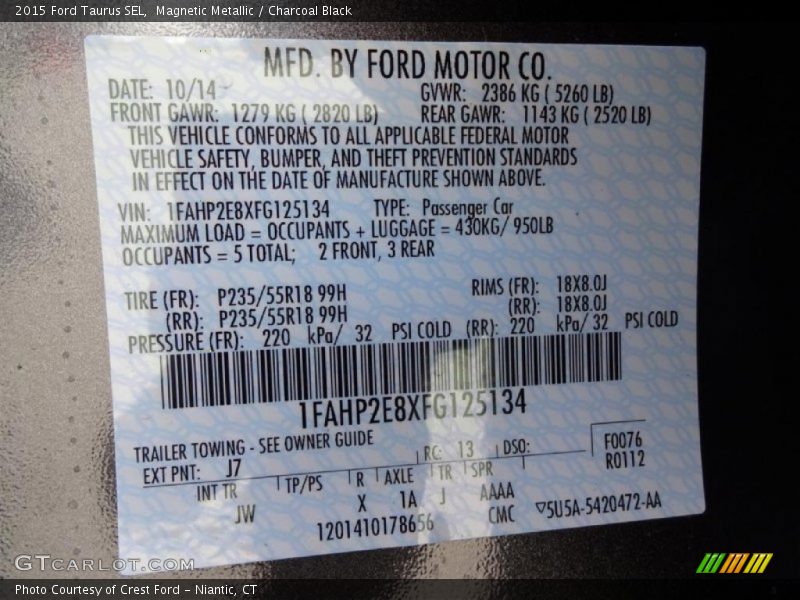 2015 Ford Taurus SEL, Magnetic Metallic / Charcoal Black
MFD. BY FORD MOTOR CO.
DATE: 10/14 GVWR: 2386 KG ( 5260 LB)
FRONT GAWR: 1279 KG ( 2820 LB) REAR GAWR: 1143 KG ( 2520 LB)
THIS VEHICLE CONFORMS TO ALL APPLICABLE FEDERAL MOTOR
VEHICLE SAFETY, BUMPER, AND THEFT PREVENTION STANDARDS
IN EFFECT ON THE DATE OF MANUFACTURE SHOWN ABOVE.
VIN: 1FAHP2E8XFG125134 TYPE: Passenger Car
MAXIMUM LOAD = OCCUPANTS + LUGGAGE = 430KG/ 950LB
OCCUPANTS = 5 TOTAL; 2 FRONT, 3 REAR
TIRE (FR): P235/55R18 99H RIMS (FR): 18X8.0J
(RR): P235/55R18 99H (RR): 18X8.0J
PRESSURE (FR): 220 kPa/ 32 PSI COLD (RR): 220 kPa/ 32 PSI COLD
1FAHP2E8XFG125134
TRAILER TOWING - SEE OWNER GUIDE RC: 13 DSO: F0076
EXT PNT: J7 R0112
INT TR TP/PS R AXLE TR SPR
JW X 1A J AAAA
1201410178656 CMC ▽5U5A-5420472-AA
GTCARLOT.COM
Photo Courtesy of Crest Ford - Niantic, CT